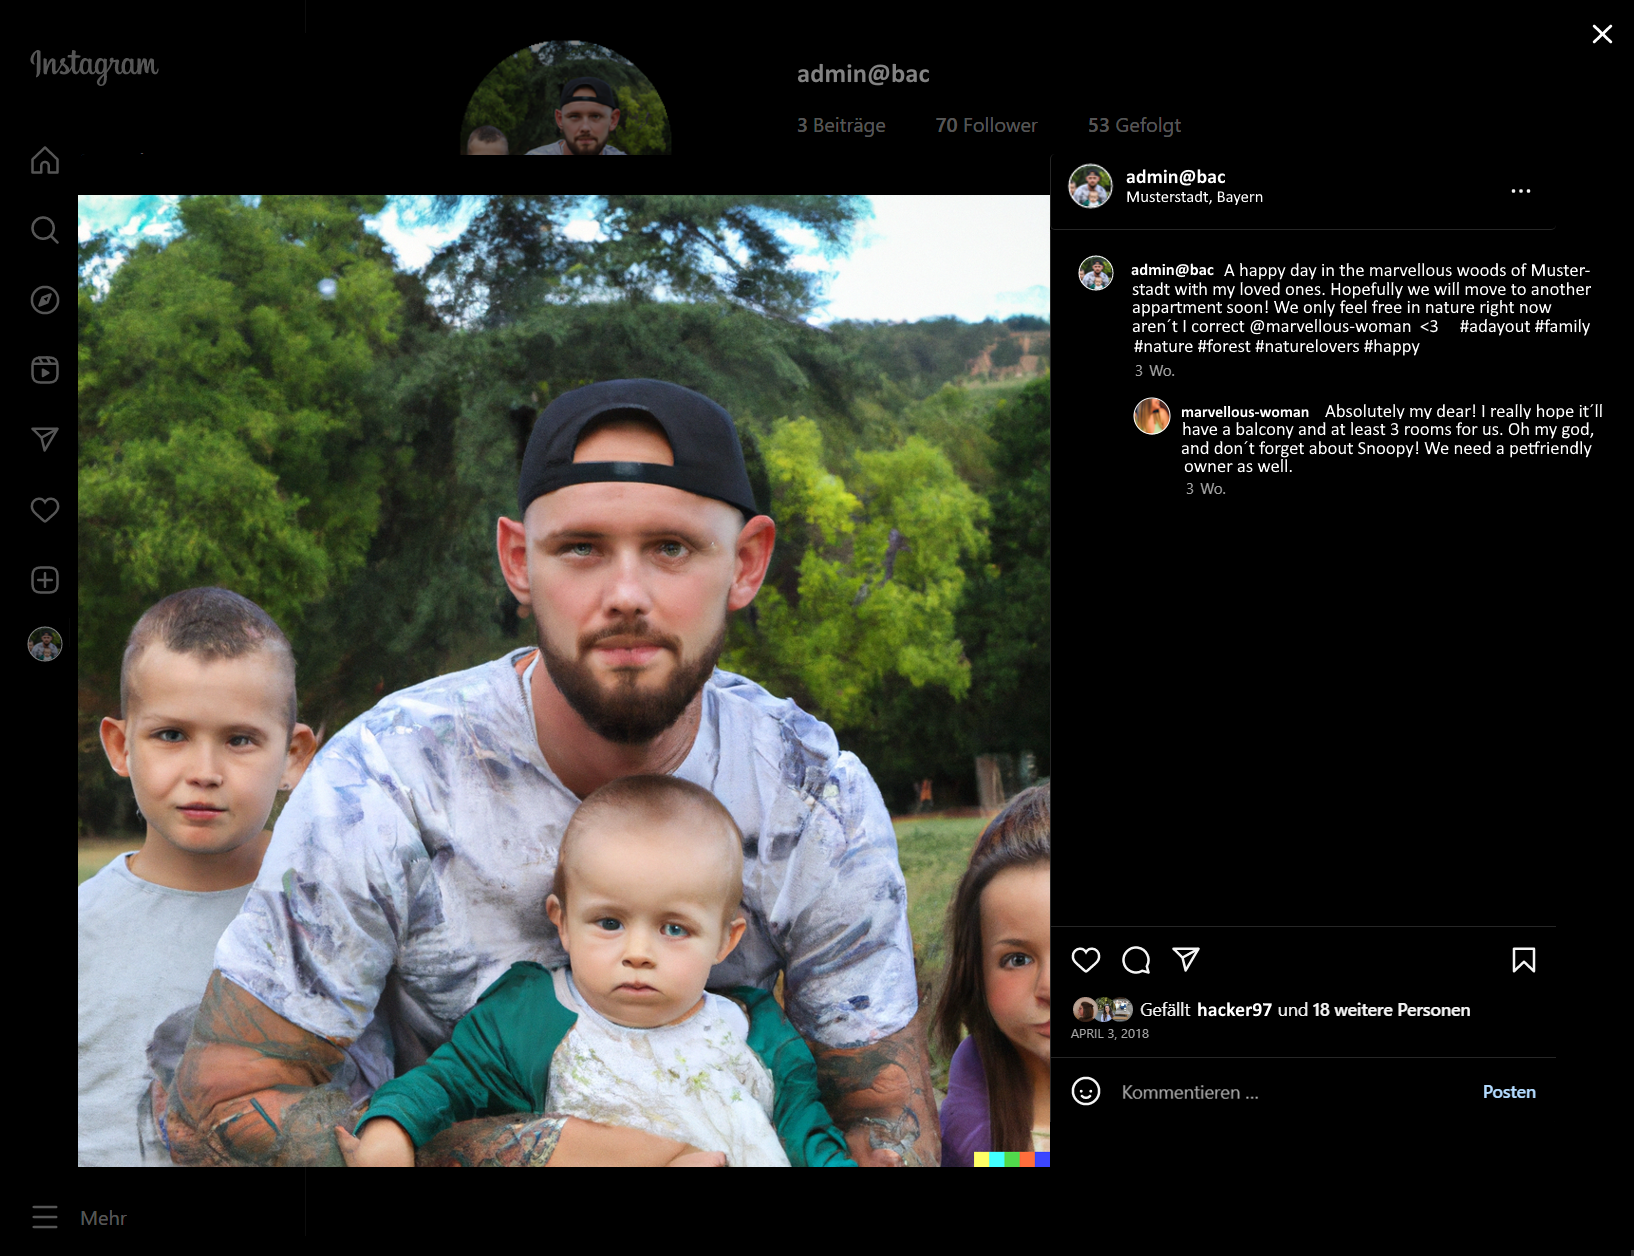 Instagram
admin@bac
3 Beiträge 70 Follower 53 Gefolgt
admin@bac
Musterstadt, Bayern
admin@bac A happy day in the marvellous woods of Muster-
stadt with my loved ones. Hopefully we will move to another
appartment soon! We only feel free in nature right now
aren´t I correct @marvellous-woman <3 #adayout #family
#nature #forest #naturelovers #happy
3 Wo.
marvellous-woman Absolutely my dear! I really hope it´ll
have a balcony and at least 3 rooms for us. Oh my god,
and don´t forget about Snoopy! We need a petfriendly
owner as well.
3 Wo.
Gefällt hacker97 und 18 weitere Personen
APRIL 3, 2018
Kommentieren ... Posten
Mehr